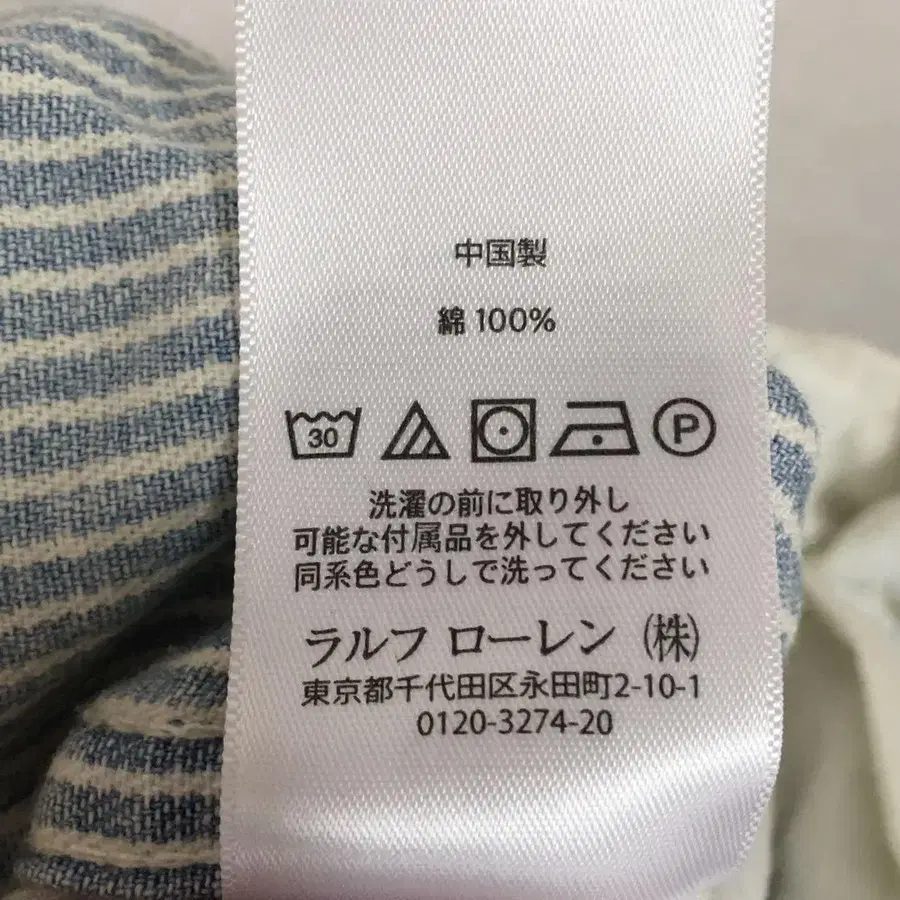 中国製
綿 100%
30 P
洗濯の前に取り外し
可能な付属品を外してください
同系色どうしで洗ってください
ラルフ ローレン (株)
東京都千代田区永田町2-10-1
0120-3274-20